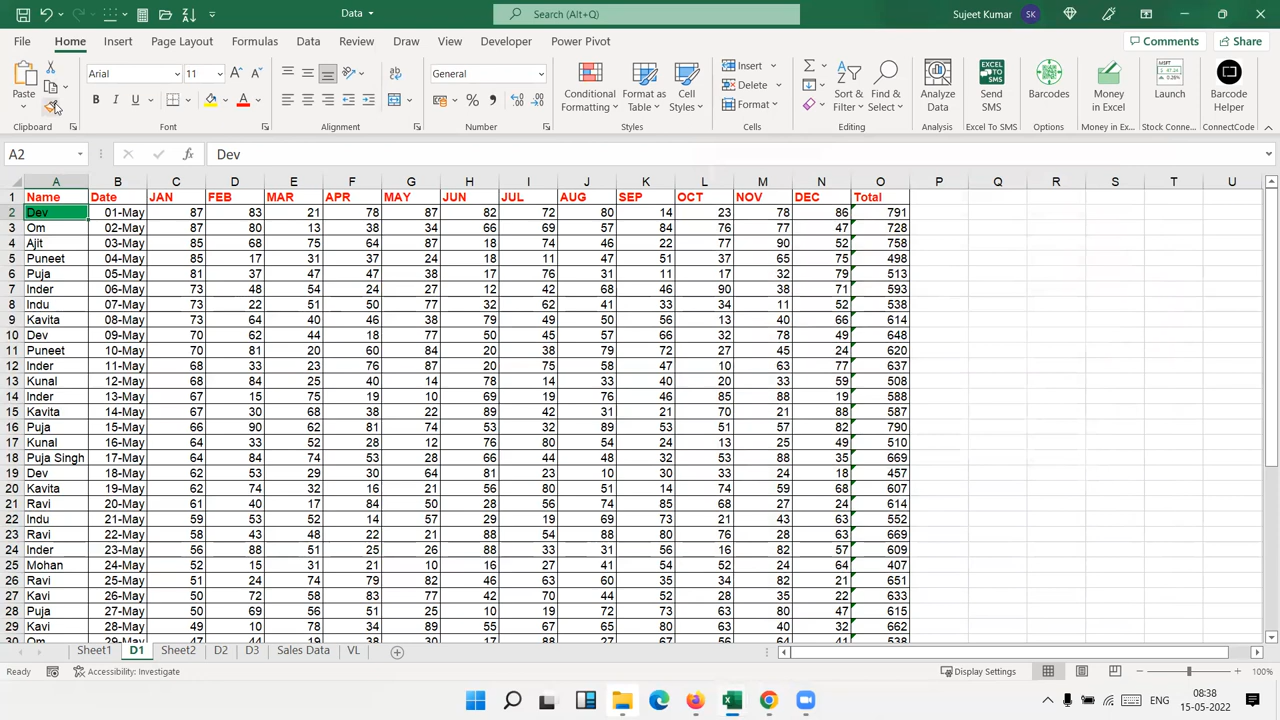 Data
Search (Alt+Q)
Sujeet Kumar SK
File Home Insert Page Layout Formulas Data Review Draw View Developer Power Pivot Comments Share
Paste Arial 11 General Conditional Formatting Format as Table Cell Styles Insert Delete Format Sort & Filter Find & Select Analyze Data Send SMS Barcodes Money in Excel Launch Barcode Helper
Clipboard Font Alignment Number Styles Cells Editing Analysis Excel To SMS Options Money in Ex... Stock Conne... ConnectCode
A2 fx Dev
A B C D E F G H I J K L M N O P Q R S T U
1 Name Date JAN FEB MAR APR MAY JUN JUL AUG SEP OCT NOV DEC Total
2 Dev 01-May 87 83 21 78 87 82 72 80 14 23 78 86 791
3 Om 02-May 87 80 13 38 34 66 69 57 84 76 77 47 728
4 Ajit 03-May 85 68 75 64 87 18 74 46 22 77 90 52 758
5 Puneet 04-May 85 17 31 37 24 18 11 47 51 37 65 75 498
6 Puja 05-May 81 37 47 47 38 17 76 31 11 17 32 79 513
7 Inder 06-May 73 48 54 24 27 12 42 68 46 90 38 71 593
8 Indu 07-May 73 22 51 50 77 32 62 41 33 34 11 52 538
9 Kavita 08-May 73 64 40 46 38 79 49 50 56 13 40 66 614
10 Dev 09-May 70 62 44 18 77 50 45 57 66 32 78 49 648
11 Puneet 10-May 70 81 20 60 84 20 38 79 72 27 45 24 620
12 Inder 11-May 68 33 23 76 87 20 75 58 47 10 63 77 637
13 Kunal 12-May 68 84 25 40 14 78 14 33 40 20 33 59 508
14 Inder 13-May 67 15 75 19 10 69 19 76 46 85 88 19 588
15 Kavita 14-May 67 30 68 38 22 89 42 31 21 70 21 88 587
16 Puja 15-May 66 90 62 81 74 53 32 89 53 51 57 82 790
17 Kunal 16-May 64 33 52 28 12 76 80 54 24 13 25 49 510
18 Puja Singh 17-May 64 84 74 53 28 66 44 48 32 53 88 35 669
19 Dev 18-May 62 53 29 30 64 81 23 10 30 33 24 18 457
20 Kavita 19-May 62 74 32 16 21 56 80 51 14 74 59 68 607
21 Ravi 20-May 61 40 17 84 50 28 56 74 85 68 27 24 614
22 Indu 21-May 59 53 52 14 57 29 19 69 73 21 43 63 552
23 Ravi 22-May 58 43 48 22 21 88 54 88 80 76 28 63 669
24 Inder 23-May 56 88 51 25 26 88 33 31 56 16 82 57 609
25 Mohan 24-May 52 15 31 21 10 16 27 41 54 52 24 64 407
26 Ravi 25-May 51 24 74 79 82 46 63 60 35 34 82 21 651
27 Kavi 26-May 50 72 58 83 77 42 70 44 52 28 35 22 633
28 Puja 27-May 50 69 56 51 25 10 19 72 73 63 80 47 615
29 Kavi 28-May 49 10 78 34 89 55 67 65 80 63 40 32 662
30 Om 29-May 47 44 19 38 30 17 88 27 67 56 64 41 538
Sheet1 D1 Sheet2 D2 D3 Sales Data VL
Ready Accessibility: Investigate Display Settings 100%
ENG 08:38
15-05-2022